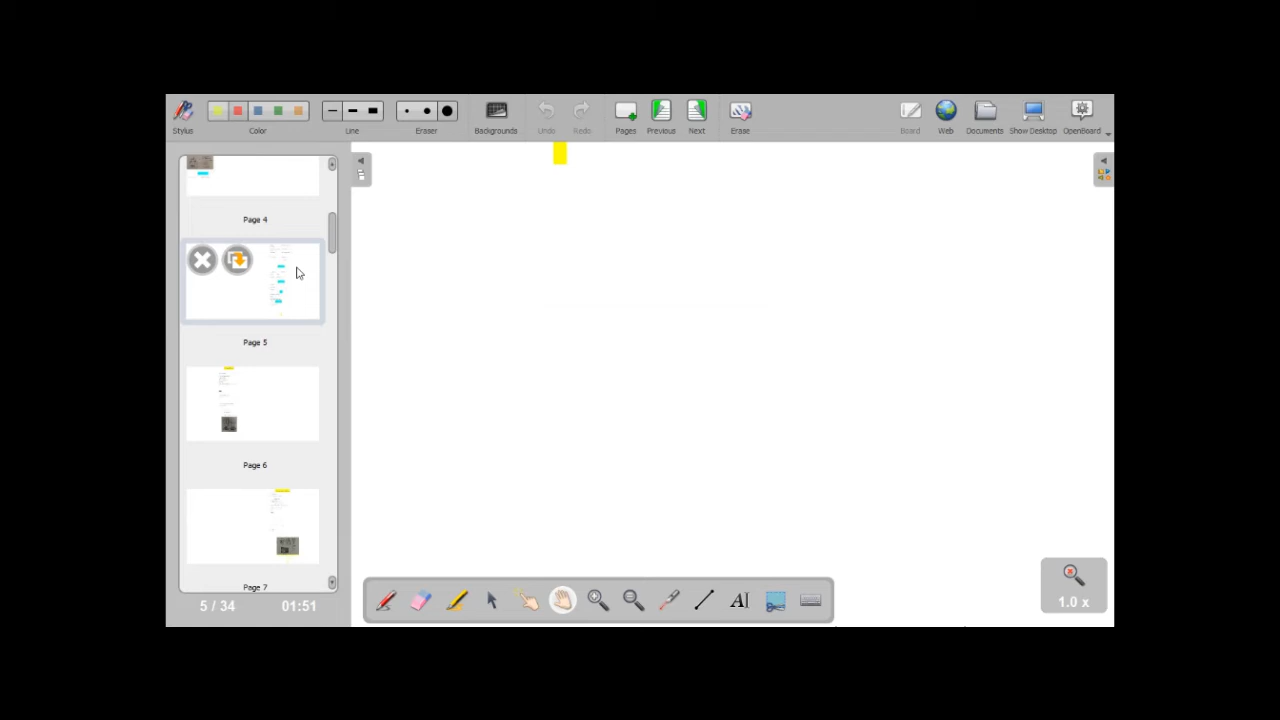 Stylus Color Line Eraser Backgrounds Undo Redo Pages Previous Next Erase Board Web Documents Show Desktop OpenBoard
Page 4
Page 5
Page 6
Page 7
5 / 34 01:51
AI
1.0 x